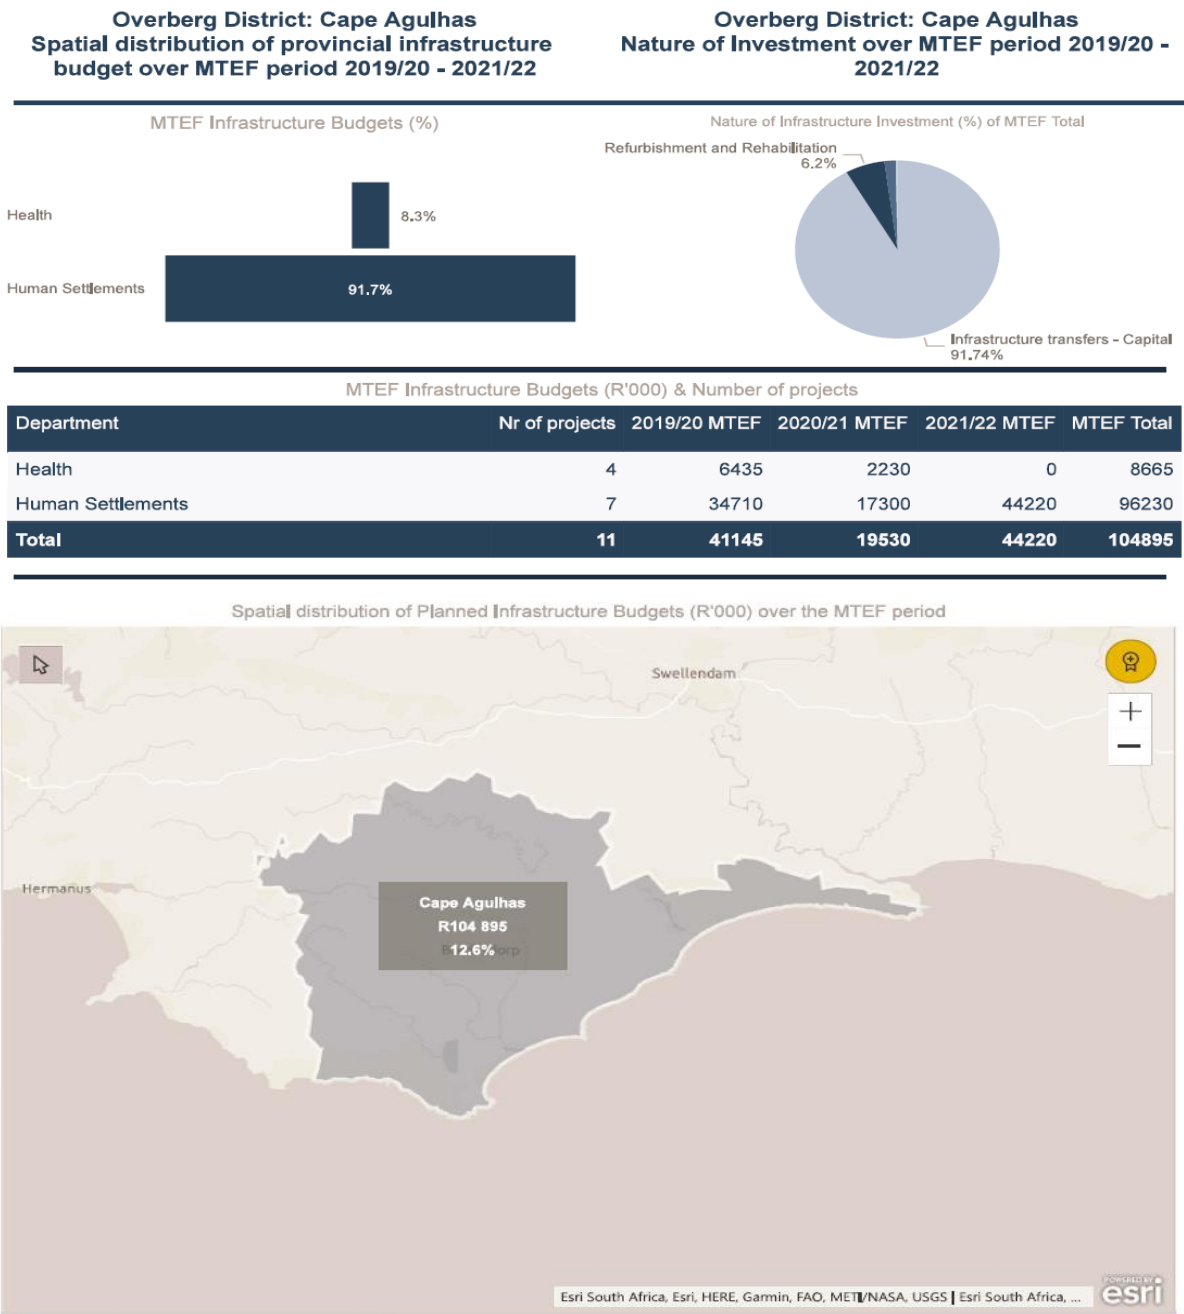 Overberg District: Cape Agulhas
Spatial distribution of provincial infrastructure
budget over MTEF period 2019/20 - 2021/22
Overberg District: Cape Agulhas
Nature of Investment over MTEF period 2019/20 -
2021/22
MTEF Infrastructure Budgets (%)
Health
8.3%
Human Settlements
91.7%
Nature of Infrastructure Investment (%) of MTEF Total
Refurbishment and Rehabilitation
6.2%
Infrastructure transfers - Capital
91.74%
MTEF Infrastructure Budgets (R'000) & Number of projects
Department Nr of projects 2019/20 MTEF 2020/21 MTEF 2021/22 MTEF MTEF Total
Health 4 6435 2230 0 8665
Human Settlements 7 34710 17300 44220 96230
Total 11 41145 19530 44220 104895
Spatial distribution of Planned Infrastructure Budgets (R'000) over the MTEF period
Swellendam
Hermanus
Cape Agulhas
R104 895
12.6%
Esri South Africa, Esri, HERE, Garmin, FAO, METI/NASA, USGS | Esri South Africa, ...
POWERED BY
esri